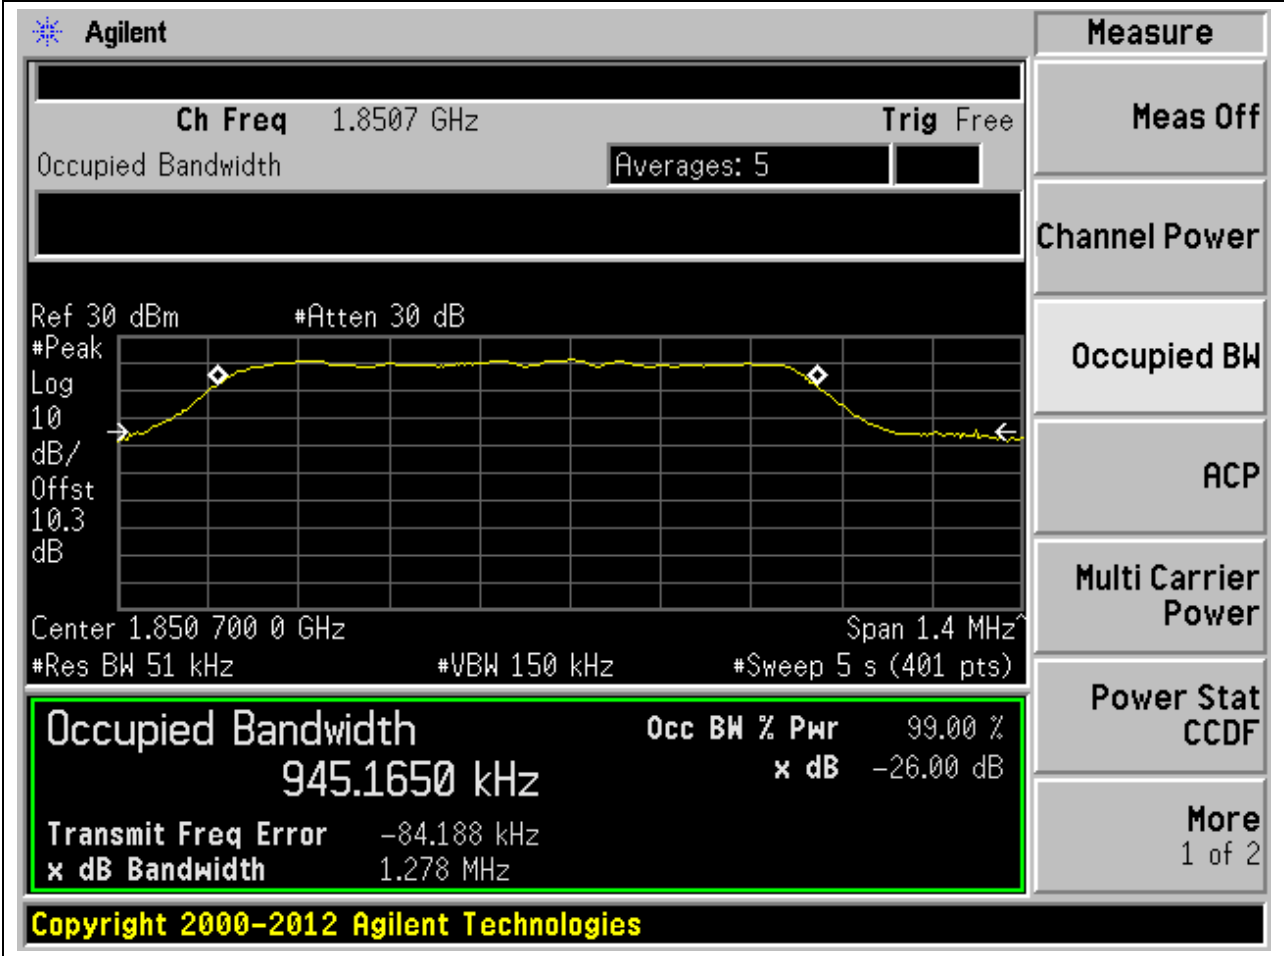 Agilent
Measure
Ch Freq 1.8507 GHz Trig Free
Meas Off
Occupied Bandwidth Averages: 5
Channel Power
Ref 30 dBm #Atten 30 dB
#Peak
Log
10
dB/
Offst
10.3
dB
Occupied BW
ACP
Center 1.850 700 0 GHz Span 1.4 MHz^
#Res BW 51 kHz #VBW 150 kHz #Sweep 5 s (401 pts)
Multi Carrier
Power
Occupied Bandwidth Occ BW % Pwr 99.00 %
945.1650 kHz x dB -26.00 dB
Transmit Freq Error -84.188 kHz
x dB Bandwidth 1.278 MHz
Power Stat
CCDF
More
1 of 2
Copyright 2000-2012 Agilent Technologies